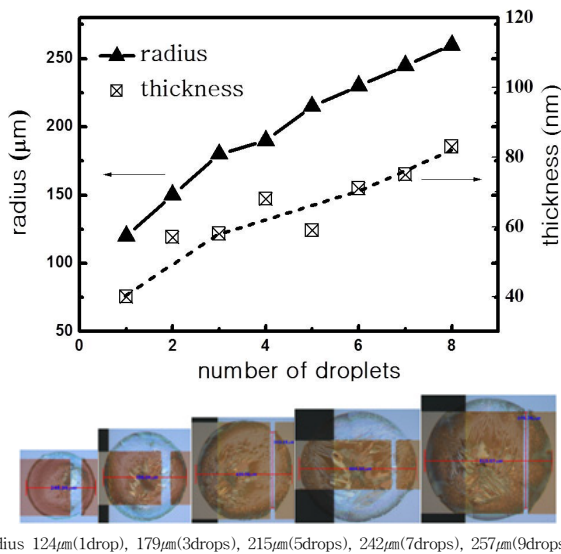 radius
thickness
radius (μm)
250
200
150
100
50
120
100
80
60
40
thickness (nm)
0
2
4
6
8
10
number of droplets
dius 124㎛(1drop), 179㎛(3drops), 215㎛(5drops), 242㎛(7drops), 257㎛(9drops